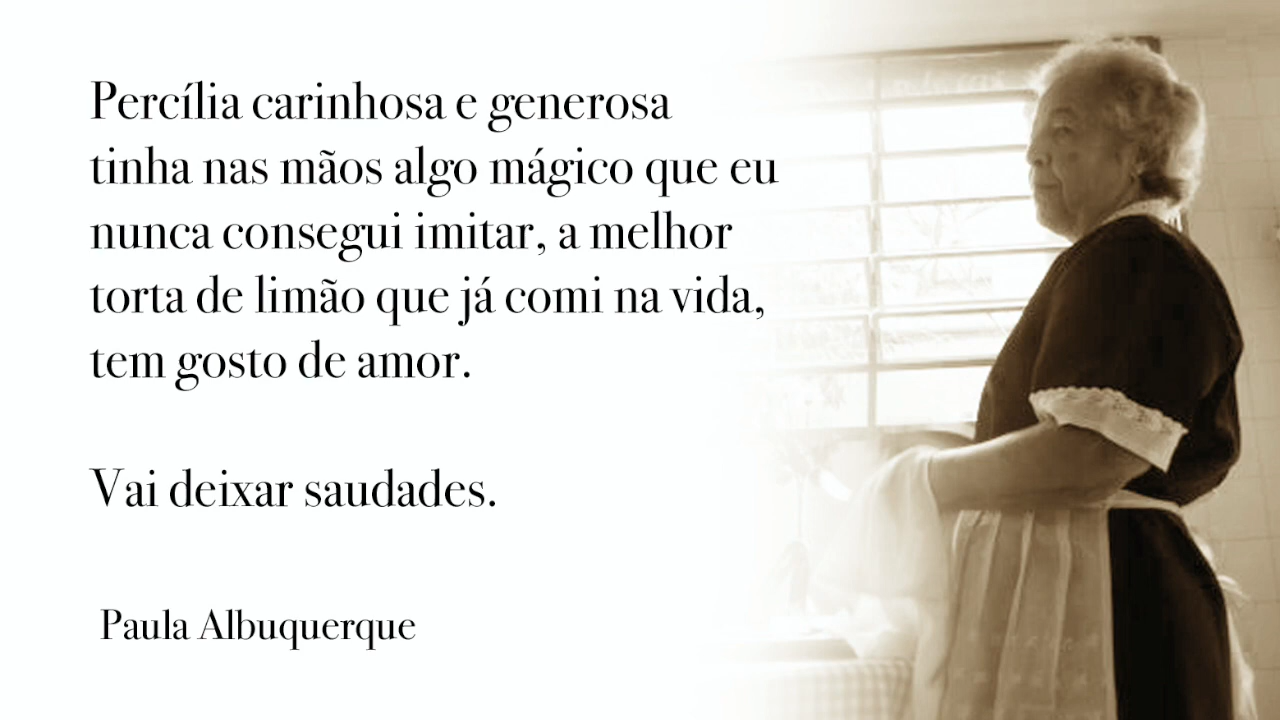 Percília carinhosa e generosa
tinha nas mãos algo mágico que eu
nunca consegui imitar, a melhor
torta de limão que já comi na vida,
tem gosto de amor.
Vai deixar saudades.
Paula Albuquerque